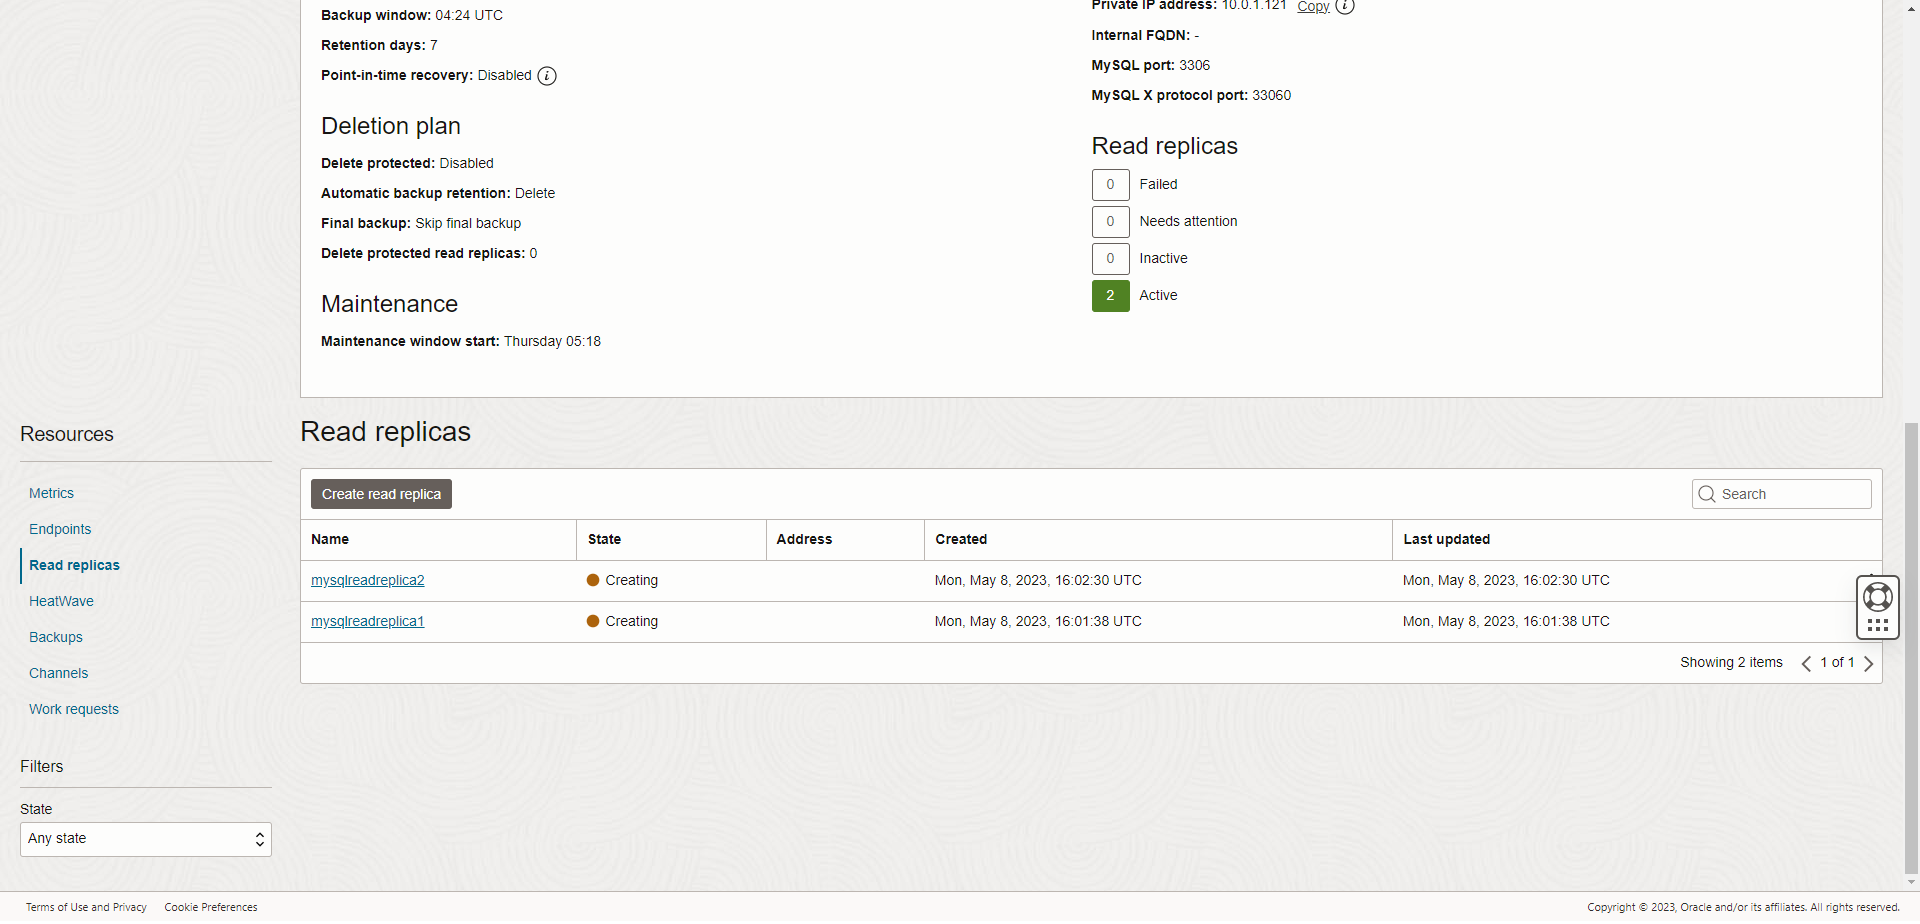 Backup window: 04:24 UTC
Retention days: 7
Point-in-time recovery: Disabled
Deletion plan
Delete protected: Disabled
Automatic backup retention: Delete
Final backup: Skip final backup
Delete protected read replicas: 0
Maintenance
Maintenance window start: Thursday 05:18
Private IP address: 10.0.1.121 Copy
Internal FQDN: -
MySQL port: 3306
MySQL X protocol port: 33060
Read replicas
0 Failed
0 Needs attention
0 Inactive
2 Active
Resources
Metrics
Endpoints
Read replicas
HeatWave
Backups
Channels
Work requests
Filters
State
Any state
Read replicas
Create read replica
Search
Name State Address Created Last updated
mysqlreadreplica2 Creating Mon, May 8, 2023, 16:02:30 UTC Mon, May 8, 2023, 16:02:30 UTC
mysqlreadreplica1 Creating Mon, May 8, 2023, 16:01:38 UTC Mon, May 8, 2023, 16:01:38 UTC
Showing 2 items 1 of 1
Terms of Use and Privacy Cookie Preferences
Copyright © 2023, Oracle and/or its affiliates. All rights reserved.